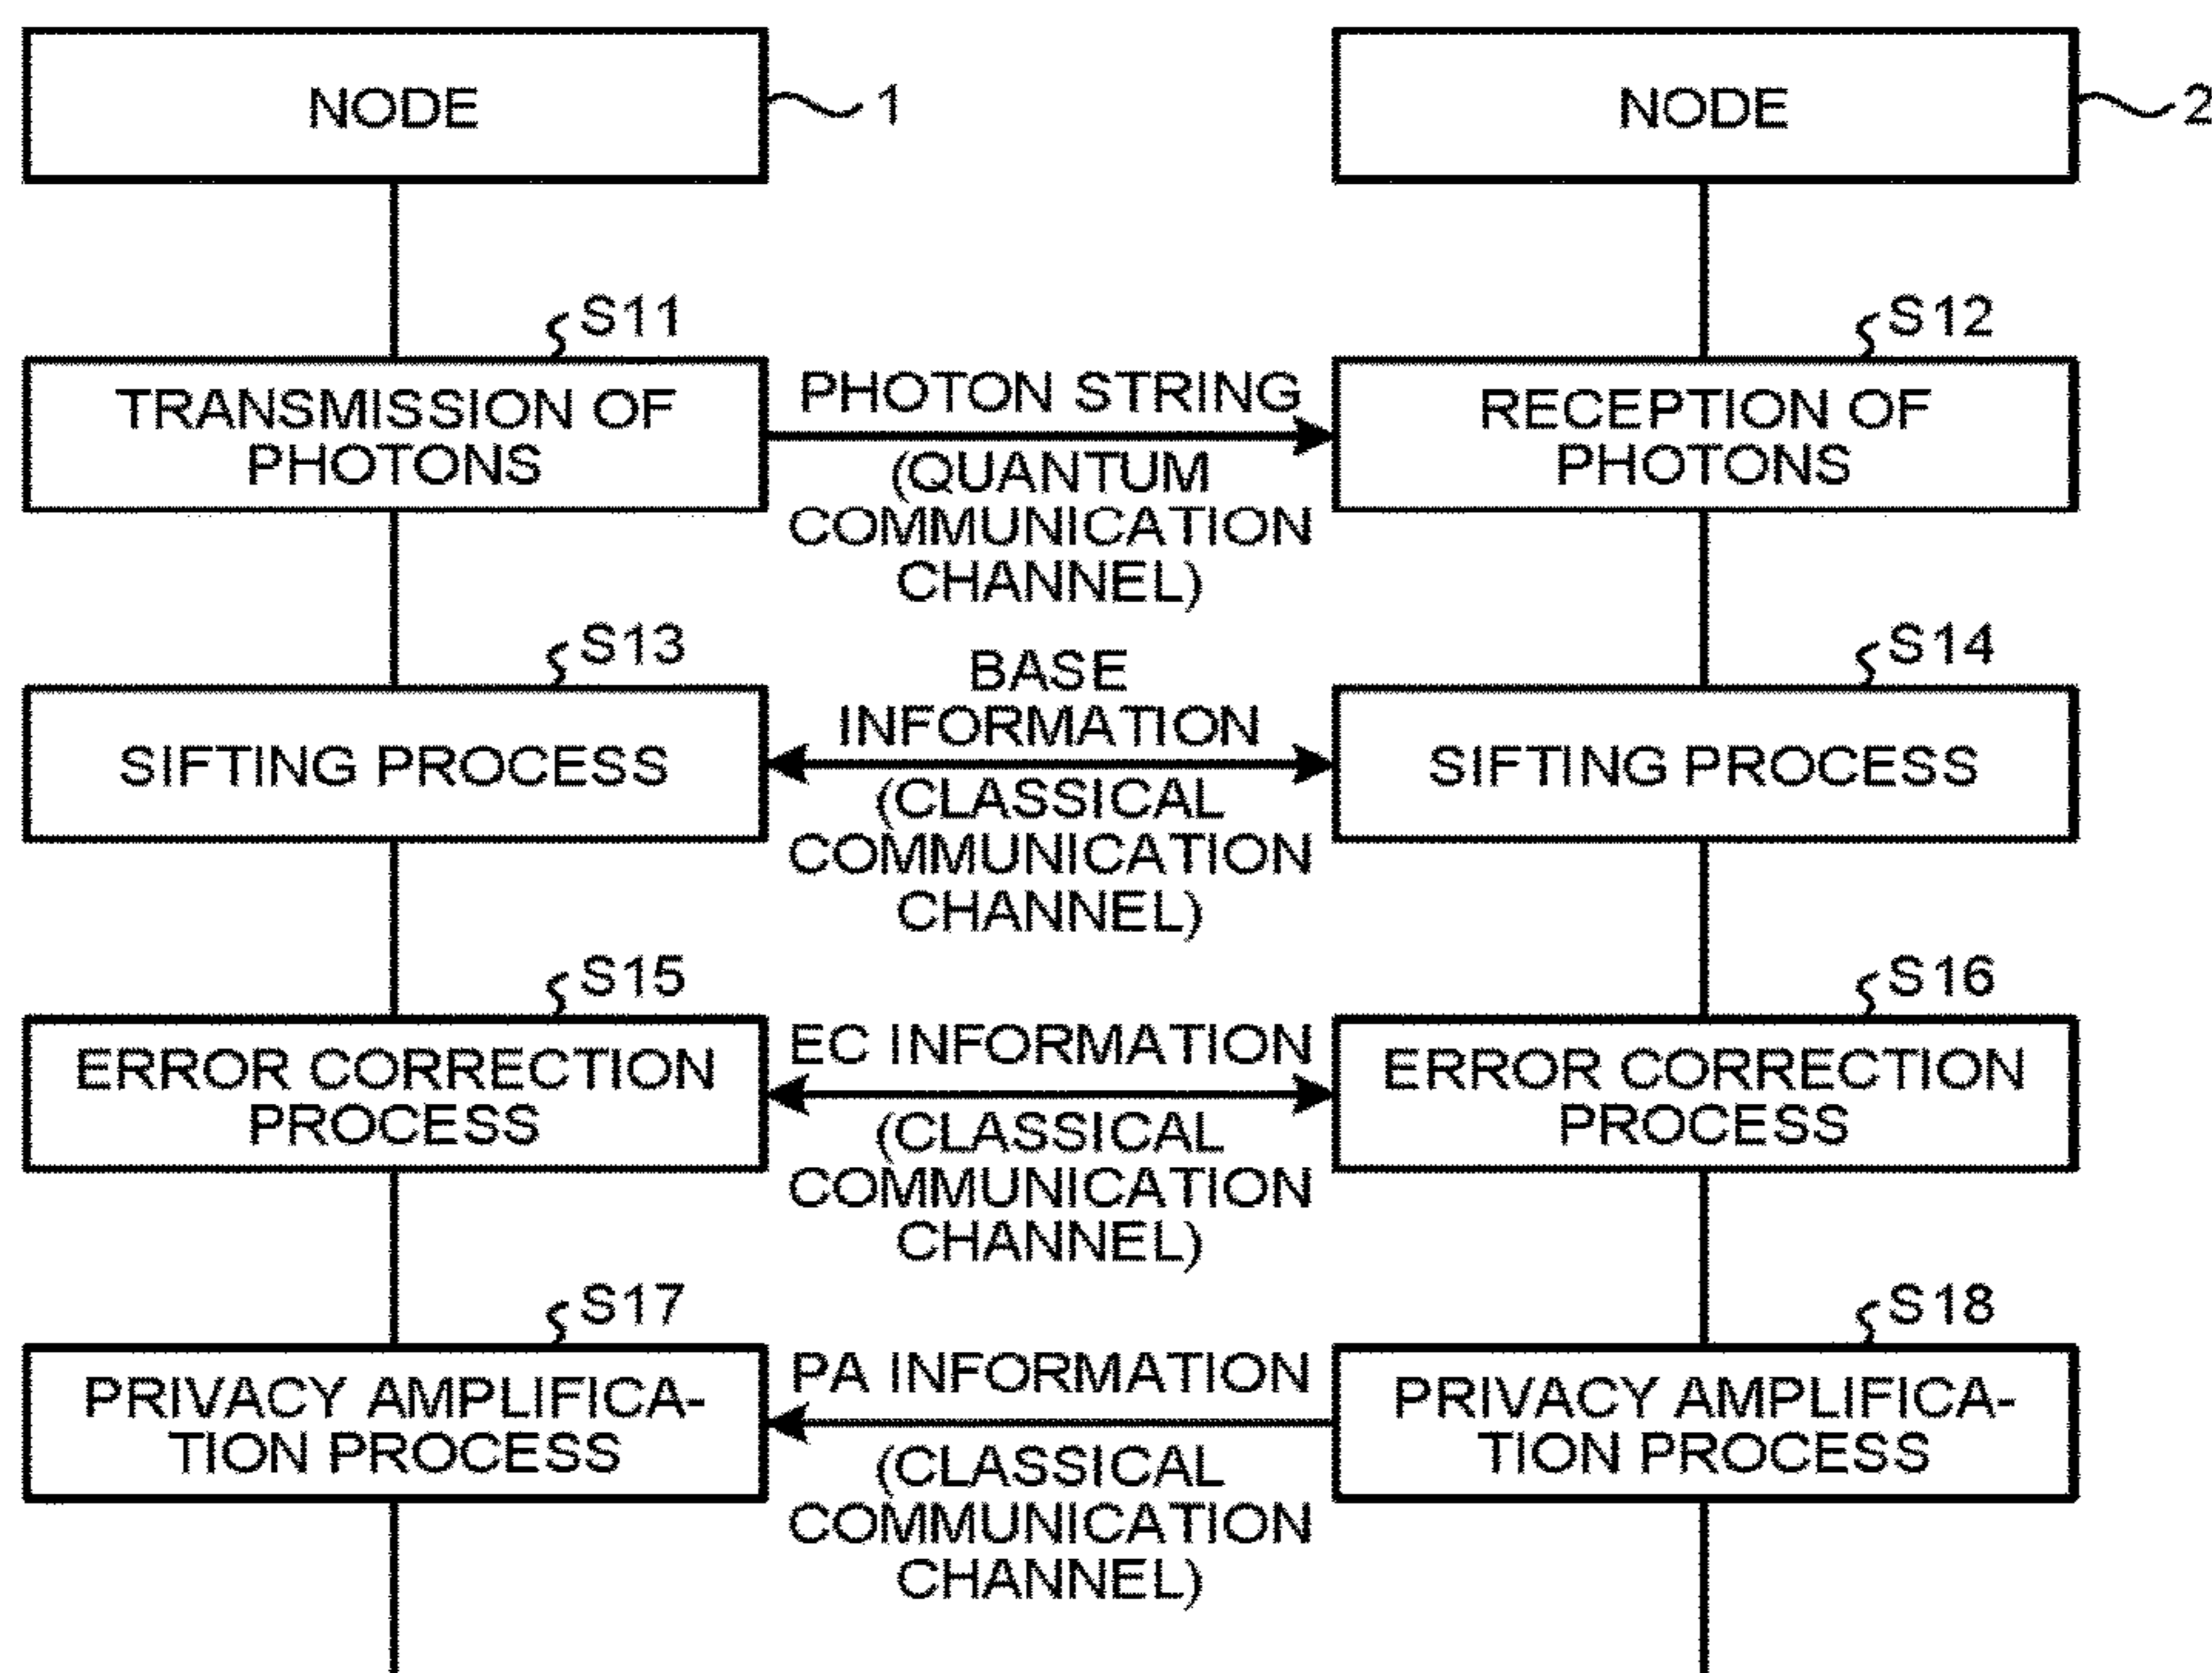 NODE
1
NODE
2
S11
S12
TRANSMISSION OF
PHOTONS
PHOTON STRING
(QUANTUM
COMMUNICATION
CHANNEL)
RECEPTION OF
PHOTONS
S13
S14
SIFTING PROCESS
BASE
INFORMATION
(CLASSICAL
COMMUNICATION
CHANNEL)
SIFTING PROCESS
S15
S16
ERROR CORRECTION
PROCESS
EC INFORMATION
(CLASSICAL
COMMUNICATION
CHANNEL)
ERROR CORRECTION
PROCESS
S17
S18
PRIVACY AMPLIFICA-
TION PROCESS
PA INFORMATION
(CLASSICAL
COMMUNICATION
CHANNEL)
PRIVACY AMPLIFICA-
TION PROCESS